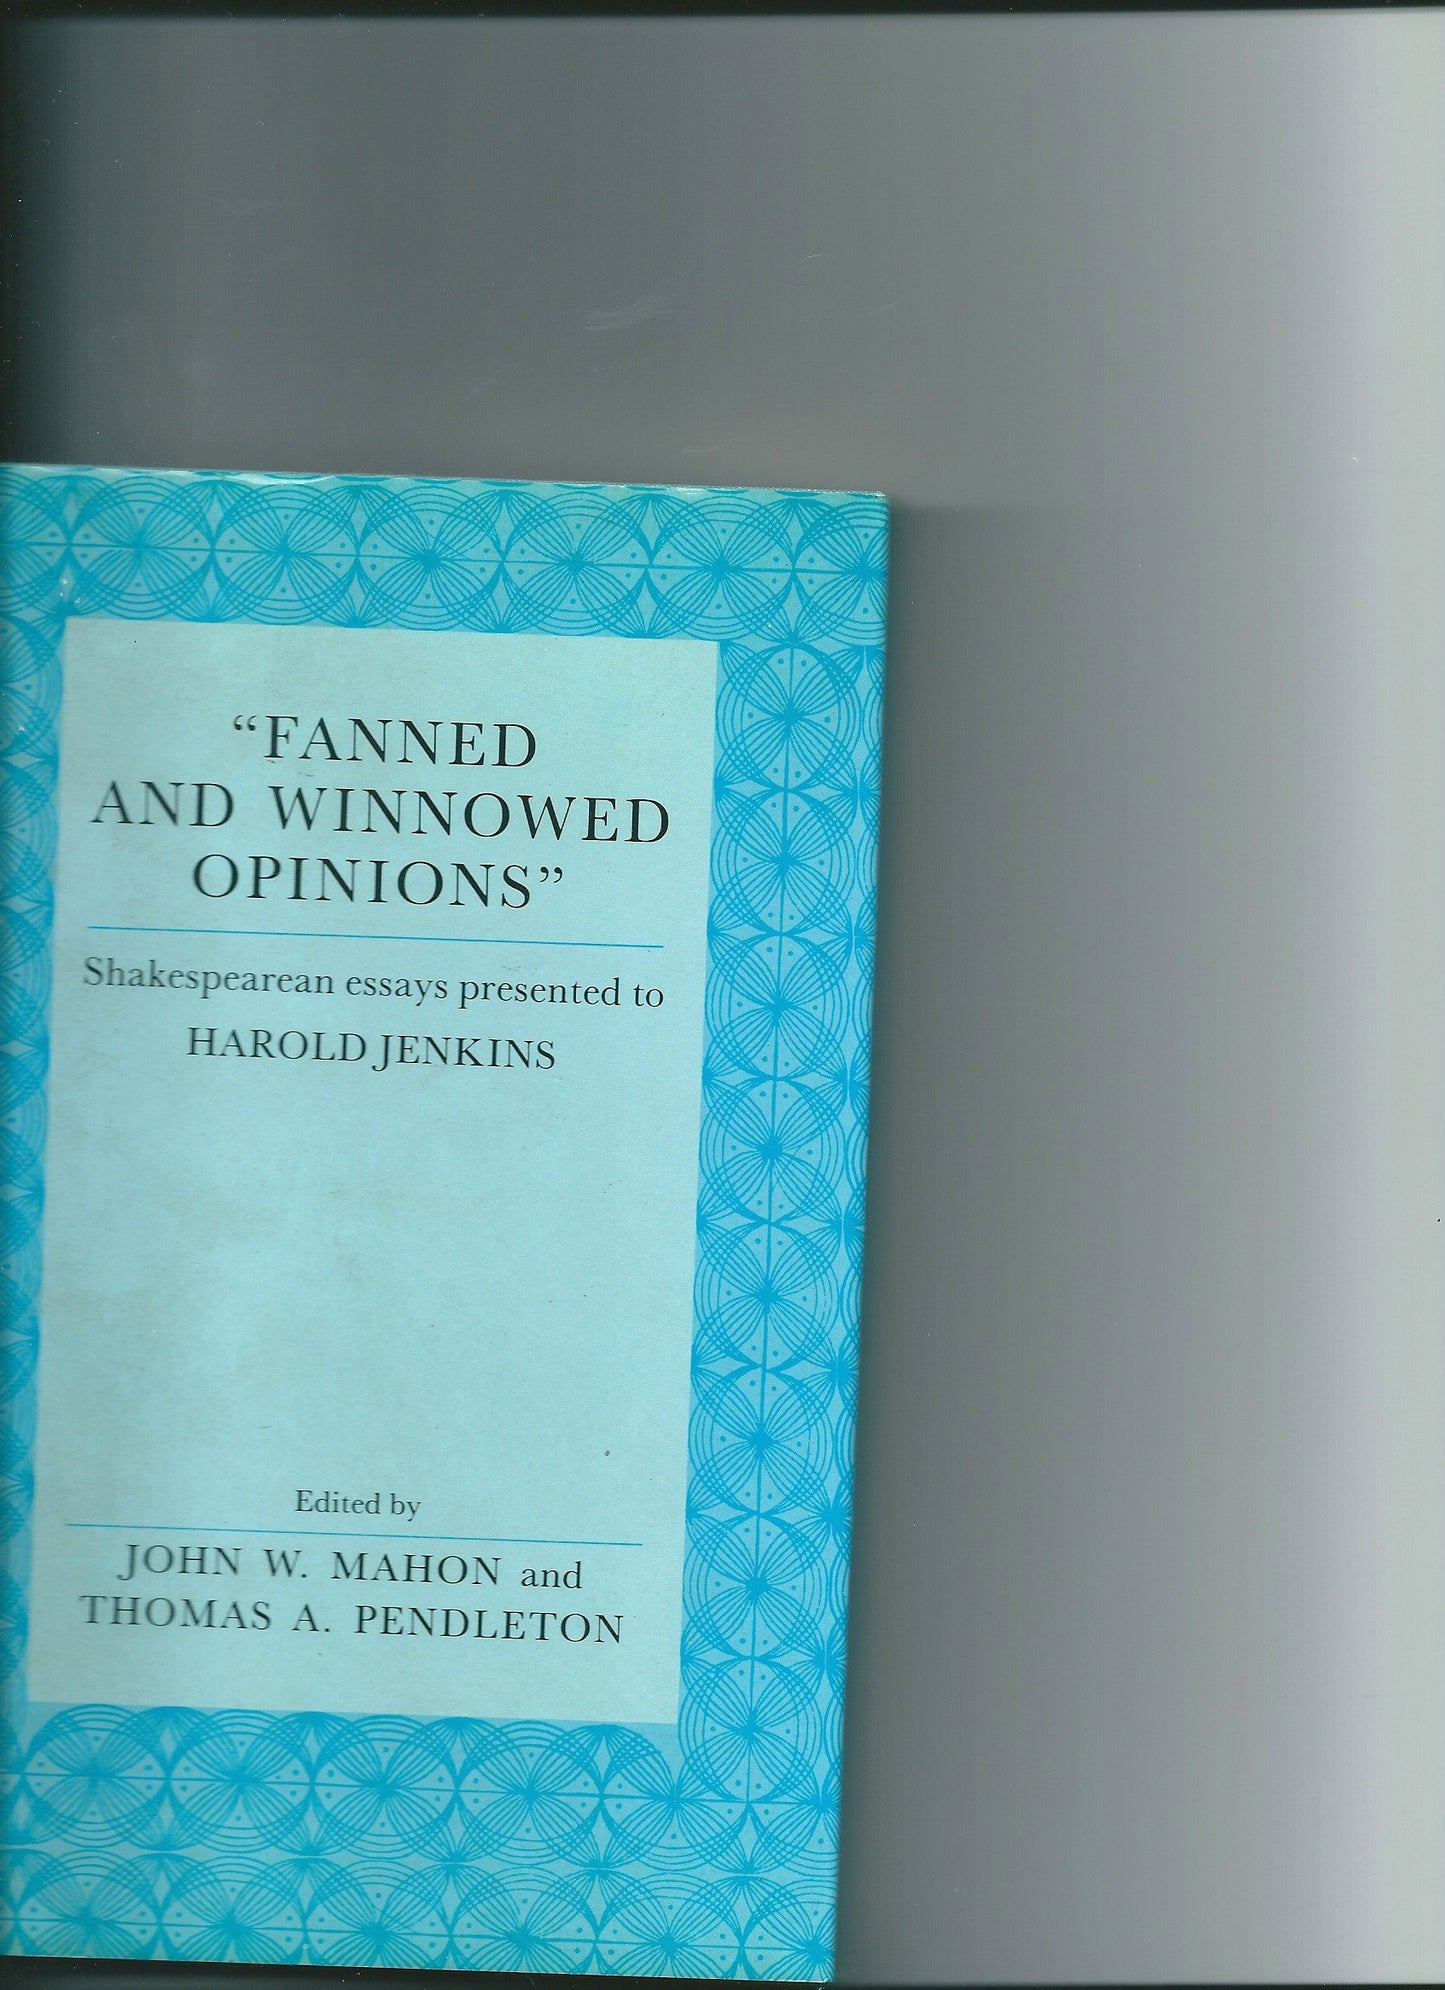 “FANNED
AND WINNOWED
OPINIONS”
Shakespearean essays presented to
HAROLD JENKINS
Edited by
JOHN W. MAHON and
THOMAS A. PENDLETON